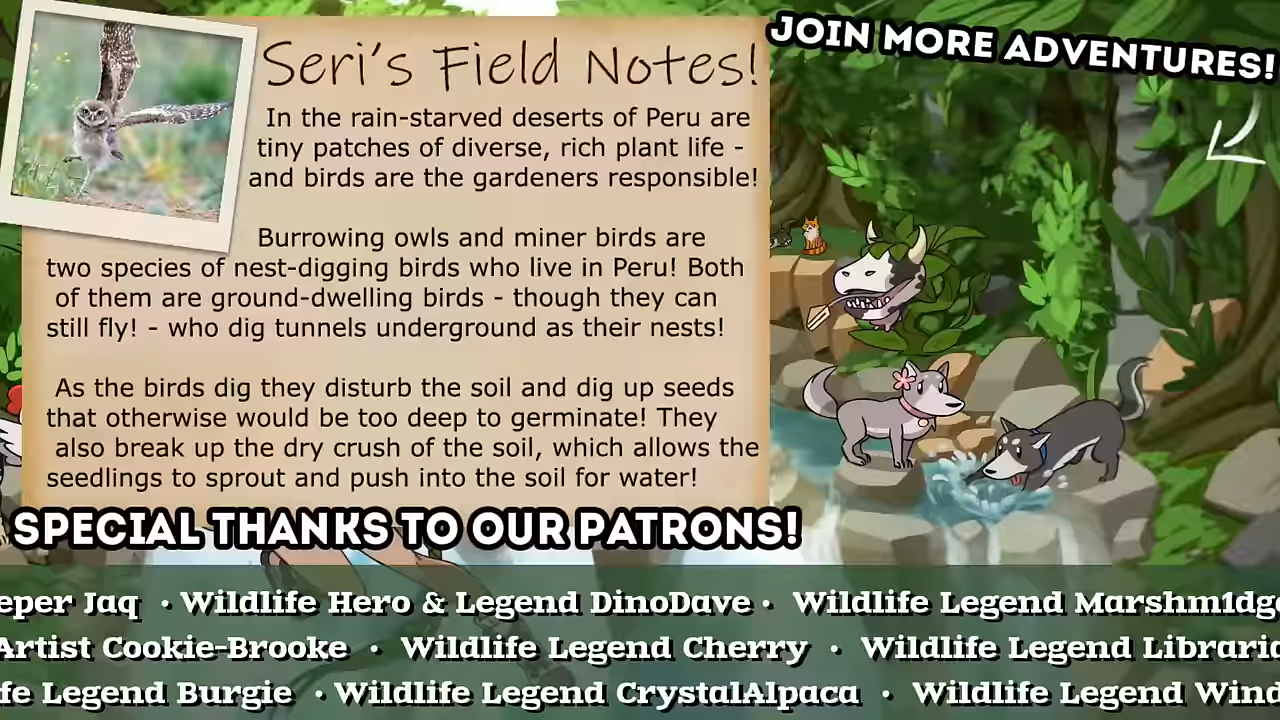 Seri's Field Notes!
In the rain-starved deserts of Peru are
tiny patches of diverse, rich plant life -
and birds are the gardeners responsible!
Burrowing owls and miner birds are
two species of nest-digging birds who live in Peru! Both
of them are ground-dwelling birds - though they can
still fly! - who dig tunnels underground as their nests!
As the birds dig they disturb the soil and dig up seeds
that otherwise would be too deep to germinate! They
also break up the dry crush of the soil, which allows the
seedlings to sprout and push into the soil for water!
JOIN MORE ADVENTURES!
SPECIAL THANKS TO OUR PATRONS!
eper Jaq • Wildlife Hero & Legend DinoDave • Wildlife Legend Marshm1dge
Artist Cookie-Brooke • Wildlife Legend Cherry • Wildlife Legend Libraria
fe Legend Burgie • Wildlife Legend CrystalAlpaca • Wildlife Legend Wind